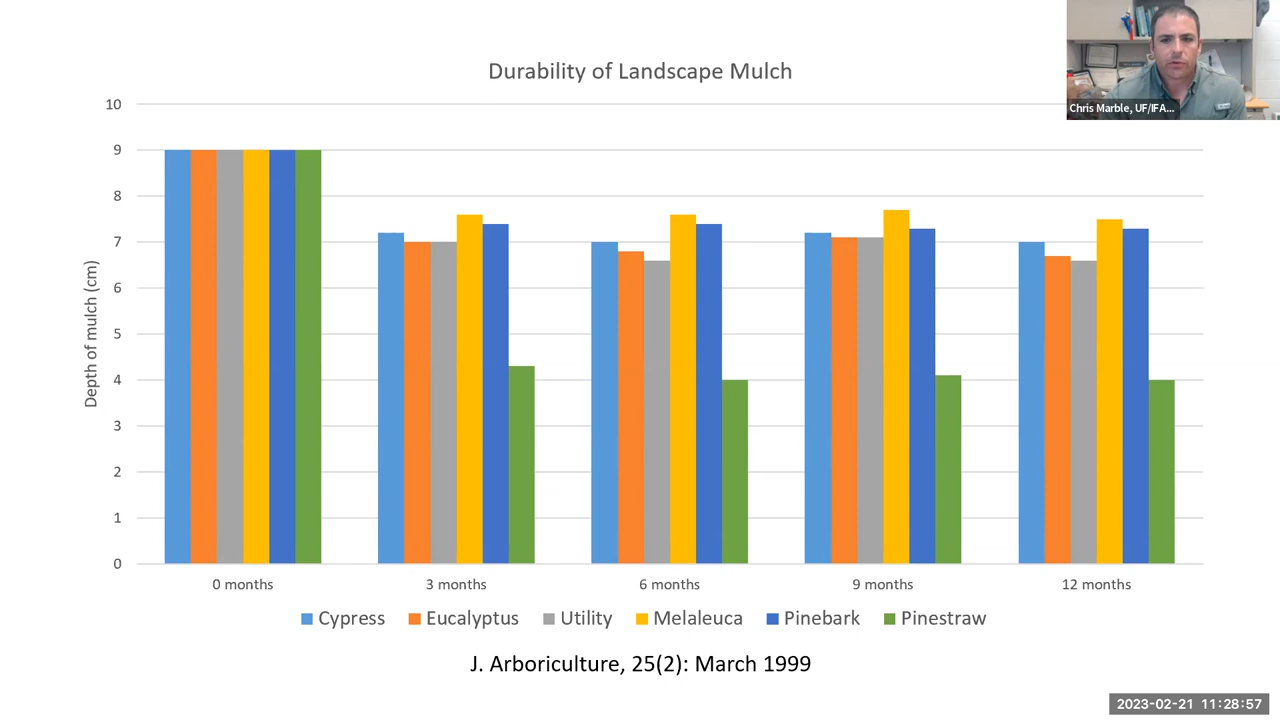 Durability of Landscape Mulch
Chris Marble, UF/IFA...
10
9
8
7
6
5
4
3
2
1
0
Depth of mulch (cm)
0 months 3 months 6 months 9 months 12 months
Cypress Eucalyptus Utility Melaleuca Pinebark Pinestraw
J. Arboriculture, 25(2): March 1999
2023-02-21 11:28:57